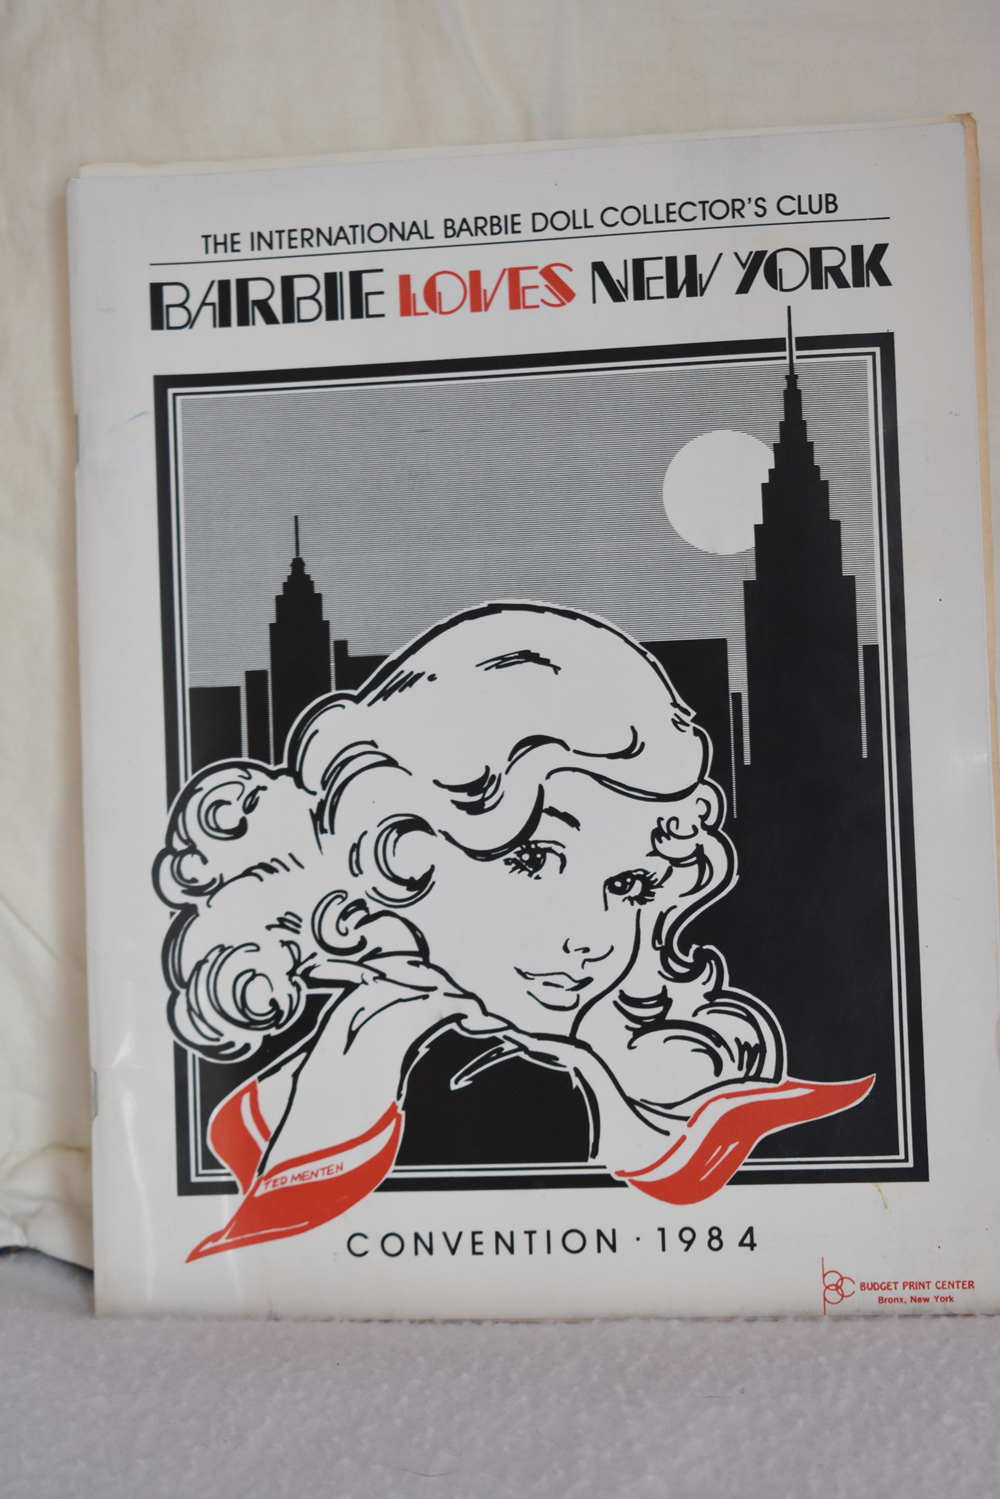 THE INTERNATIONAL BARBIE DOLL COLLECTOR'S CLUB
BARBIE LOVES NEW YORK
TED MENTEN
CONVENTION · 1984
bpc BUDGET PRINT CENTER
Bronx, New York